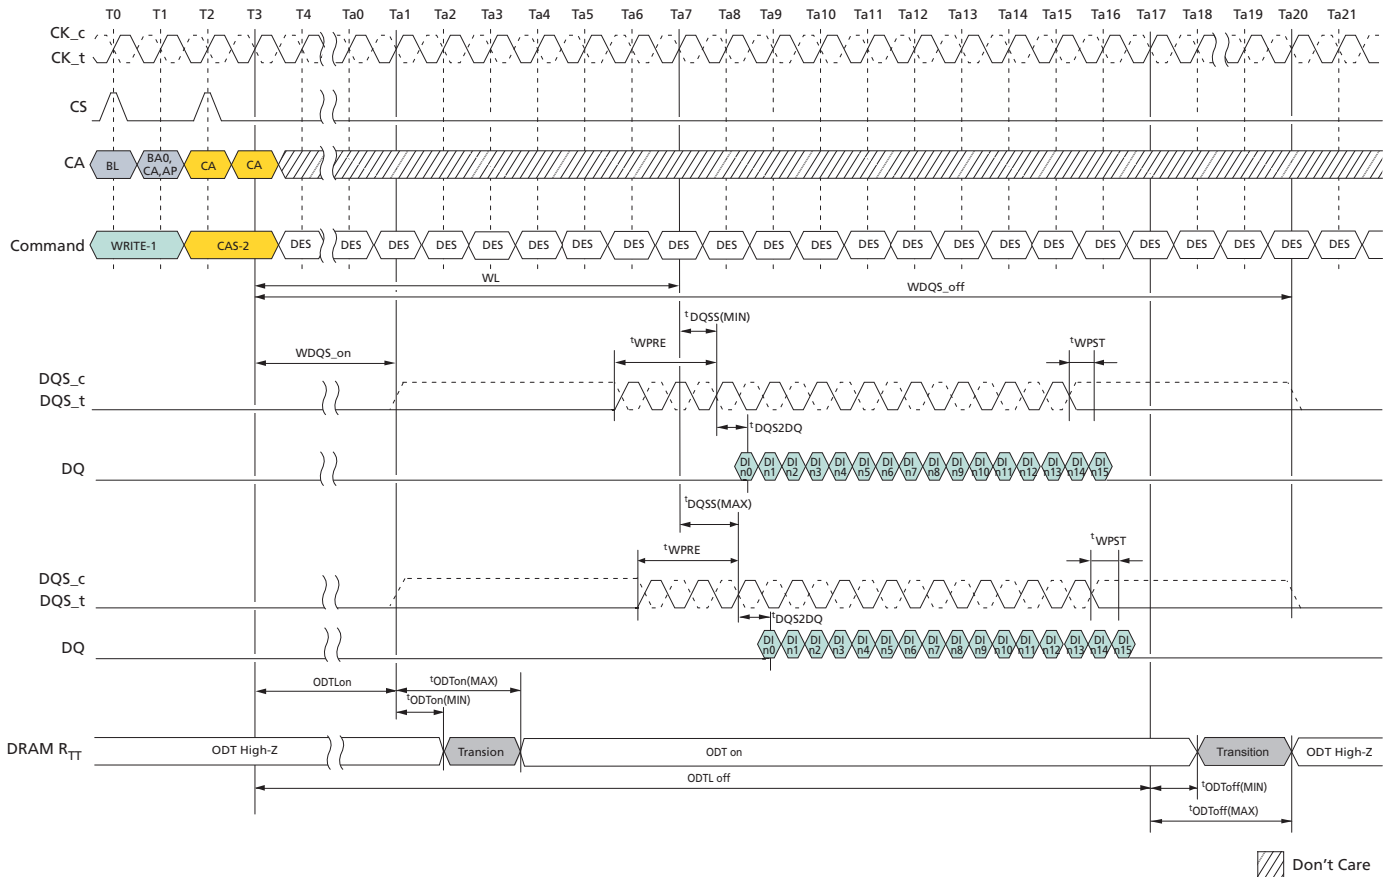 T0 T1 T2 T3 T4 Ta0 Ta1 Ta2 Ta3 Ta4 Ta5 Ta6 Ta7 Ta8 Ta9 Ta10 Ta11 Ta12 Ta13 Ta14 Ta15 Ta16 Ta17 Ta18 Ta19 Ta20 Ta21
CK_c
CK_t
CS
CA BL BA0, CA, AP CA CA
Command WRITE-1 CAS-2 DES DES DES DES DES DES DES DES DES DES DES DES DES DES DES DES DES DES DES DES DES DES DES
WL
WDQS_off
tDQSS(MIN)
WDQS_on tWPRE tWPST
DQS_c
DQS_t
tDQS2DQ
DQ DI n0 DI n1 DI n2 DI n3 DI n4 DI n5 DI n6 DI n7 DI n8 DI n9 DI n10 DI n11 DI n12 DI n13 DI n14 DI n15
tDQSS(MAX)
tWPRE tWPST
DQS_c
DQS_t
tDQS2DQ
DQ DI n0 DI n1 DI n2 DI n3 DI n4 DI n5 DI n6 DI n7 DI n8 DI n9 DI n10 DI n11 DI n12 DI n13 DI n14 DI n15
ODTLon tODTon(MAX)
tODTon(MIN)
DRAM RTT ODT High-Z Transion ODT on Transition ODT High-Z
ODTL off tODToff(MIN)
tODToff(MAX)
Don't Care